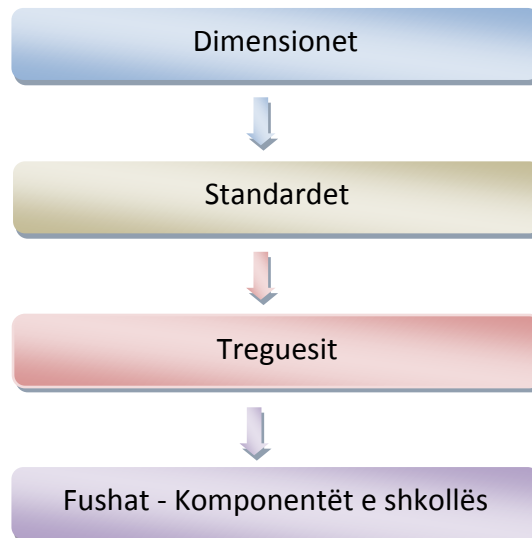 Dimensionet
Standardet
Treguesit
Fushat - Komponentët e shkollës